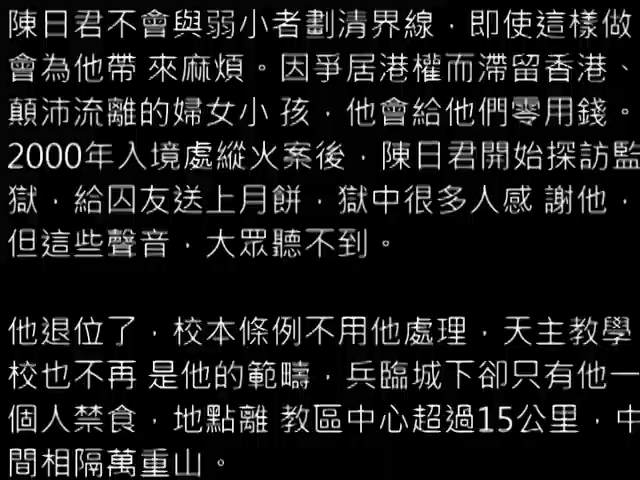 陳日君不會與弱小者劃清界線，即使這樣做
會為他帶 來麻煩。因爭居港權而滯留香港、
顛沛流離的婦女小 孩，他會給他們零用錢。
2000年入境處縱火案後，陳日君開始探訪監
獄，給囚友送上月餅，獄中很多人感 謝他，
但這些聲音，大眾聽不到。
他退位了，校本條例不用他處理，天主教學
校也不再 是他的範疇，兵臨城下卻只有他一
個人禁食，地點離 教區中心超過15公里，中
間相隔萬重山。